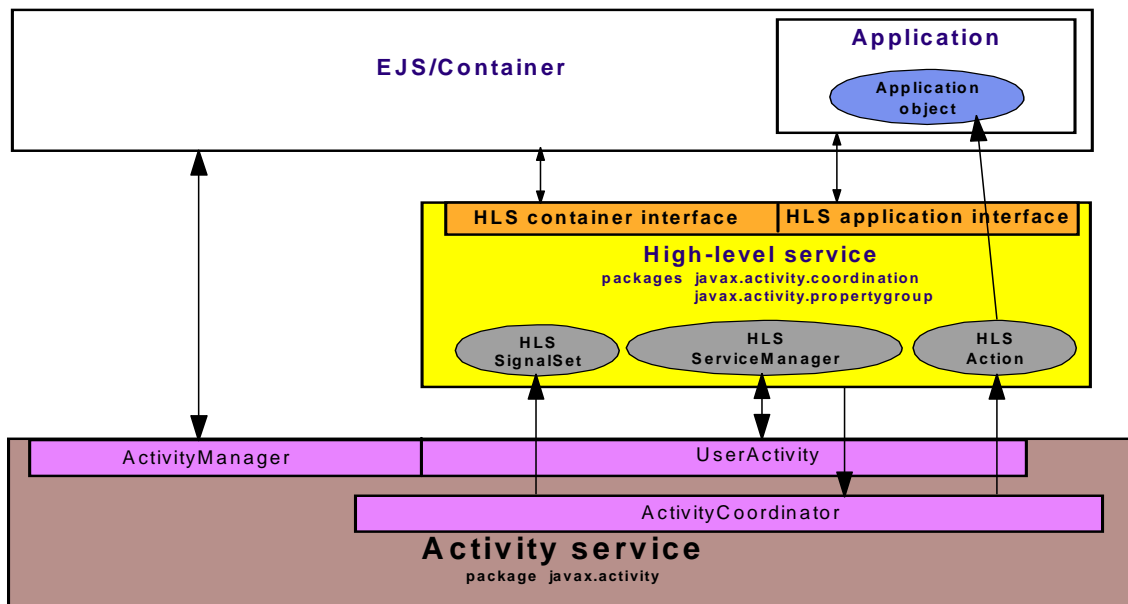 Application
EJS/Container
Application
object
HLS container interface
HLS application interface
High-level service
packages javax.activity.coordination
javax.activity.propertygroup
HLS
SignalSet
HLS
ServiceManager
HLS
Action
ActivityManager
UserActivity
ActivityCoordinator
Activity service
package javax.activity